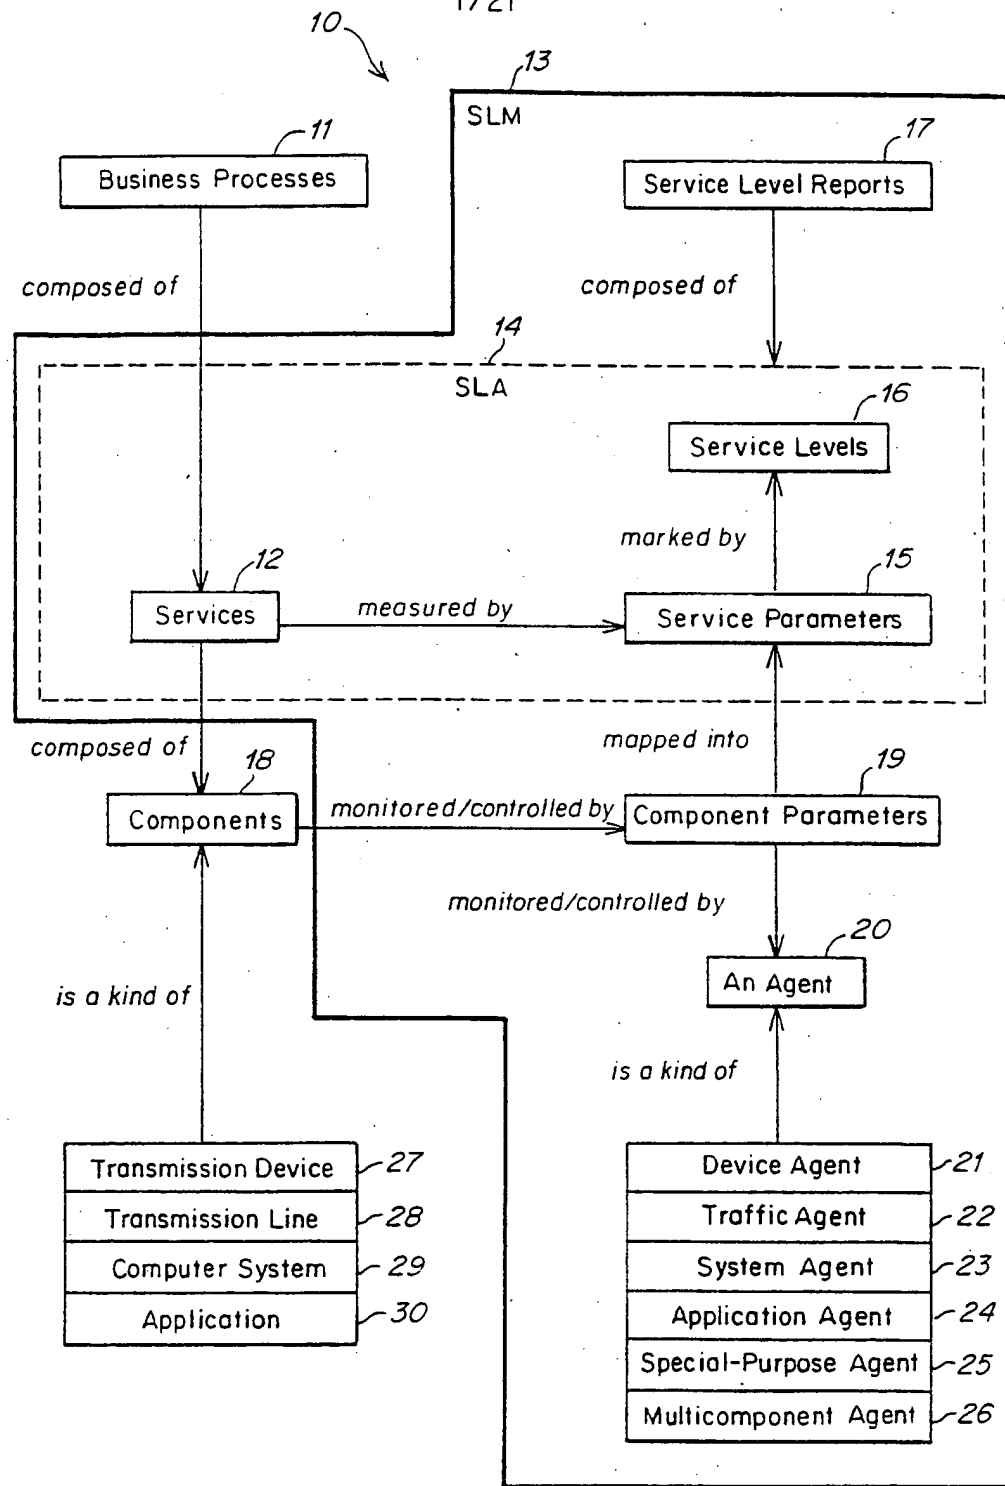 1/21
10
13
SLM
11
Business Processes
17
Service Level Reports
composed of
composed of
14
SLA
16
Service Levels
marked by
12
Services
measured by
15
Service Parameters
composed of
mapped into
18
Components
monitored/controlled by
19
Component Parameters
monitored/controlled by
20
An Agent
is a kind of
is a kind of
Transmission Device 27
Transmission Line 28
Computer System 29
Application 30
Device Agent 21
Traffic Agent 22
System Agent 23
Application Agent 24
Special-Purpose Agent 25
Multicomponent Agent 26